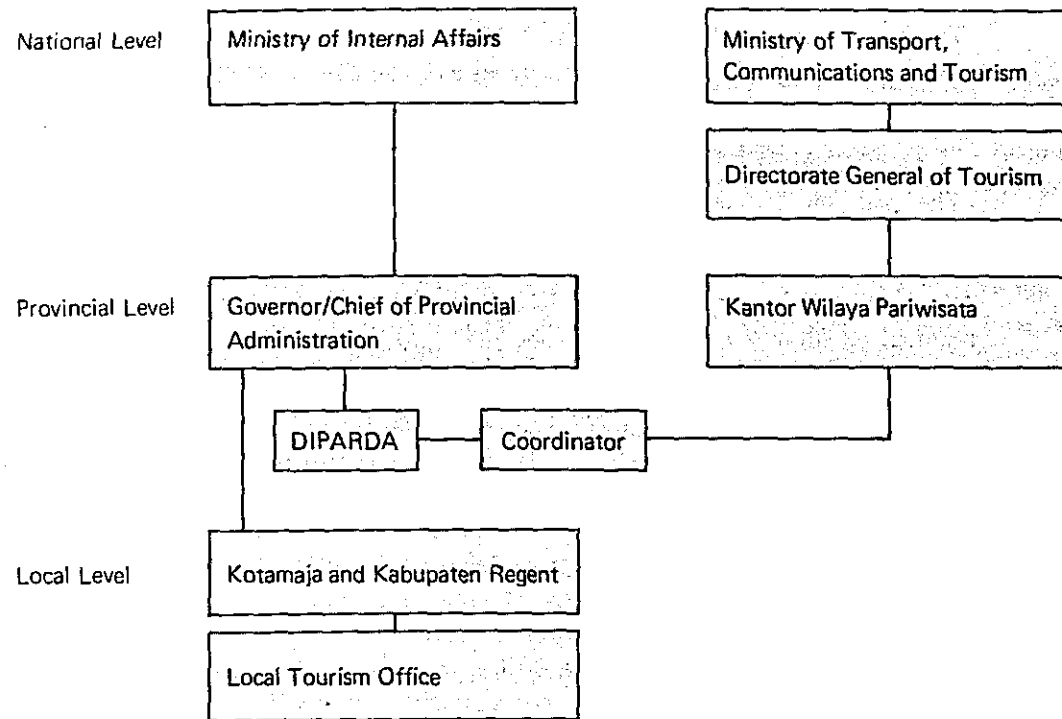 National Level
Ministry of Internal Affairs
Ministry of Transport,
Communications and Tourism
Directorate General of Tourism
Provincial Level
Governor/Chief of Provincial
Administration
Kantor Wilaya Pariwisata
DIPARDA
Coordinator
Local Level
Kotamaja and Kabupaten Regent
Local Tourism Office